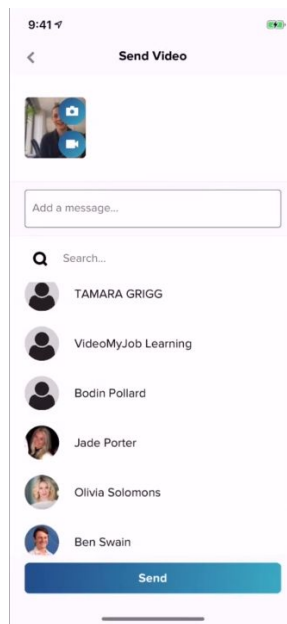 9:41
Send Video
Add a message...
Search...
TAMARA GRIGG
VideoMyJob Learning
Bodin Pollard
Jade Porter
Olivia Solomons
Ben Swain
Send